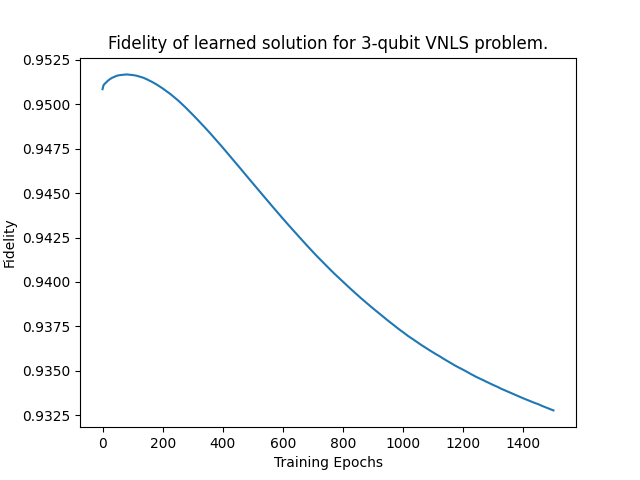 Fidelity of learned solution for 3-qubit VNLS problem.
0.9525
0.9500
0.9475
0.9450
0.9425
0.9400
0.9375
0.9350
0.9325
Fidelity
0 200 400 600 800 1000 1200 1400
Training Epochs